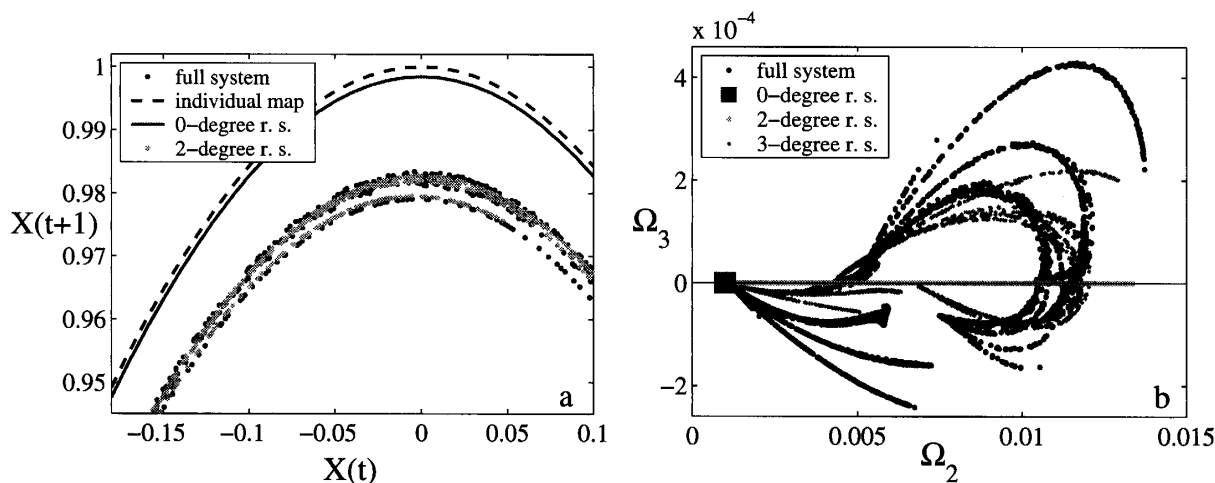 full system
individual map
0-degree r. s.
2-degree r. s.
1
0.99
0.98
0.97
0.96
0.95
X(t+1)
-0.15
-0.1
-0.05
0
0.05
0.1
X(t)
a
x 10⁻⁴
full system
0-degree r. s.
2-degree r. s.
3-degree r. s.
4
2
0
-2
Ω₃
0
0.005
0.01
0.015
Ω₂
b